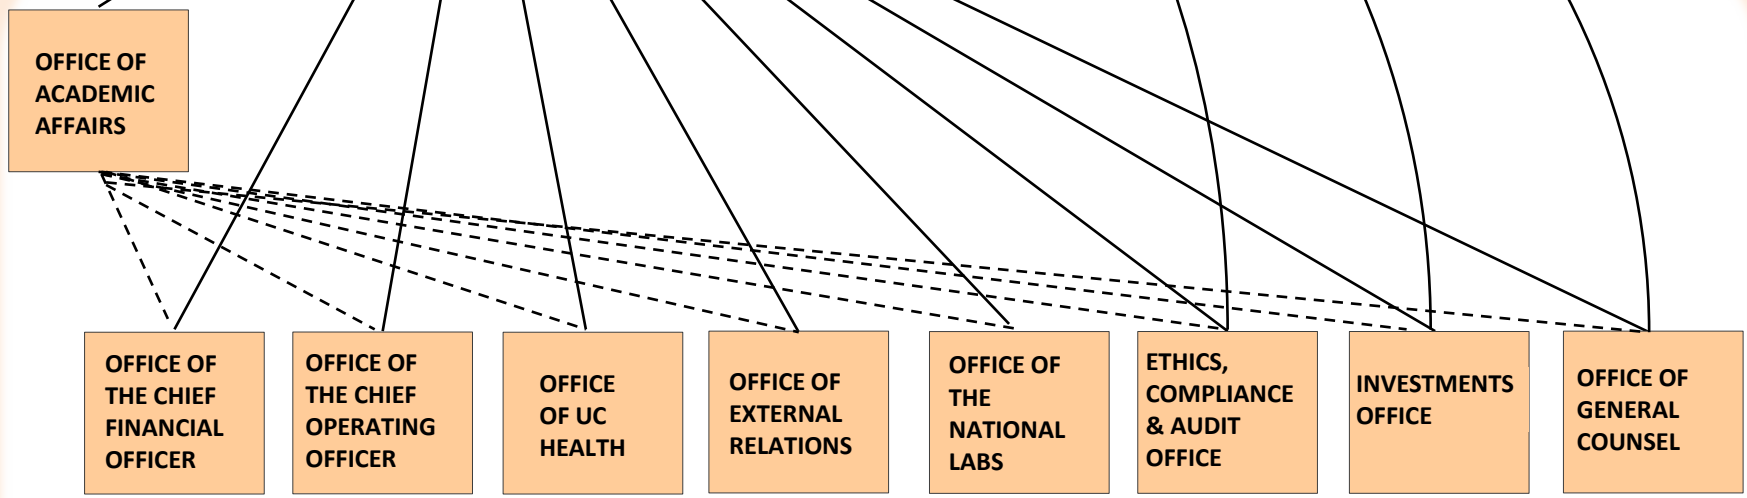 OFFICE OF
ACADEMIC
AFFAIRS
OFFICE OF
THE CHIEF
FINANCIAL
OFFICER
OFFICE OF
THE CHIEF
OPERATING
OFFICER
OFFICE
OF UC
HEALTH
OFFICE OF
EXTERNAL
RELATIONS
OFFICE OF
THE
NATIONAL
LABS
ETHICS,
COMPLIANCE
& AUDIT
OFFICE
INVESTMENTS
OFFICE
OFFICE OF
GENERAL
COUNSEL